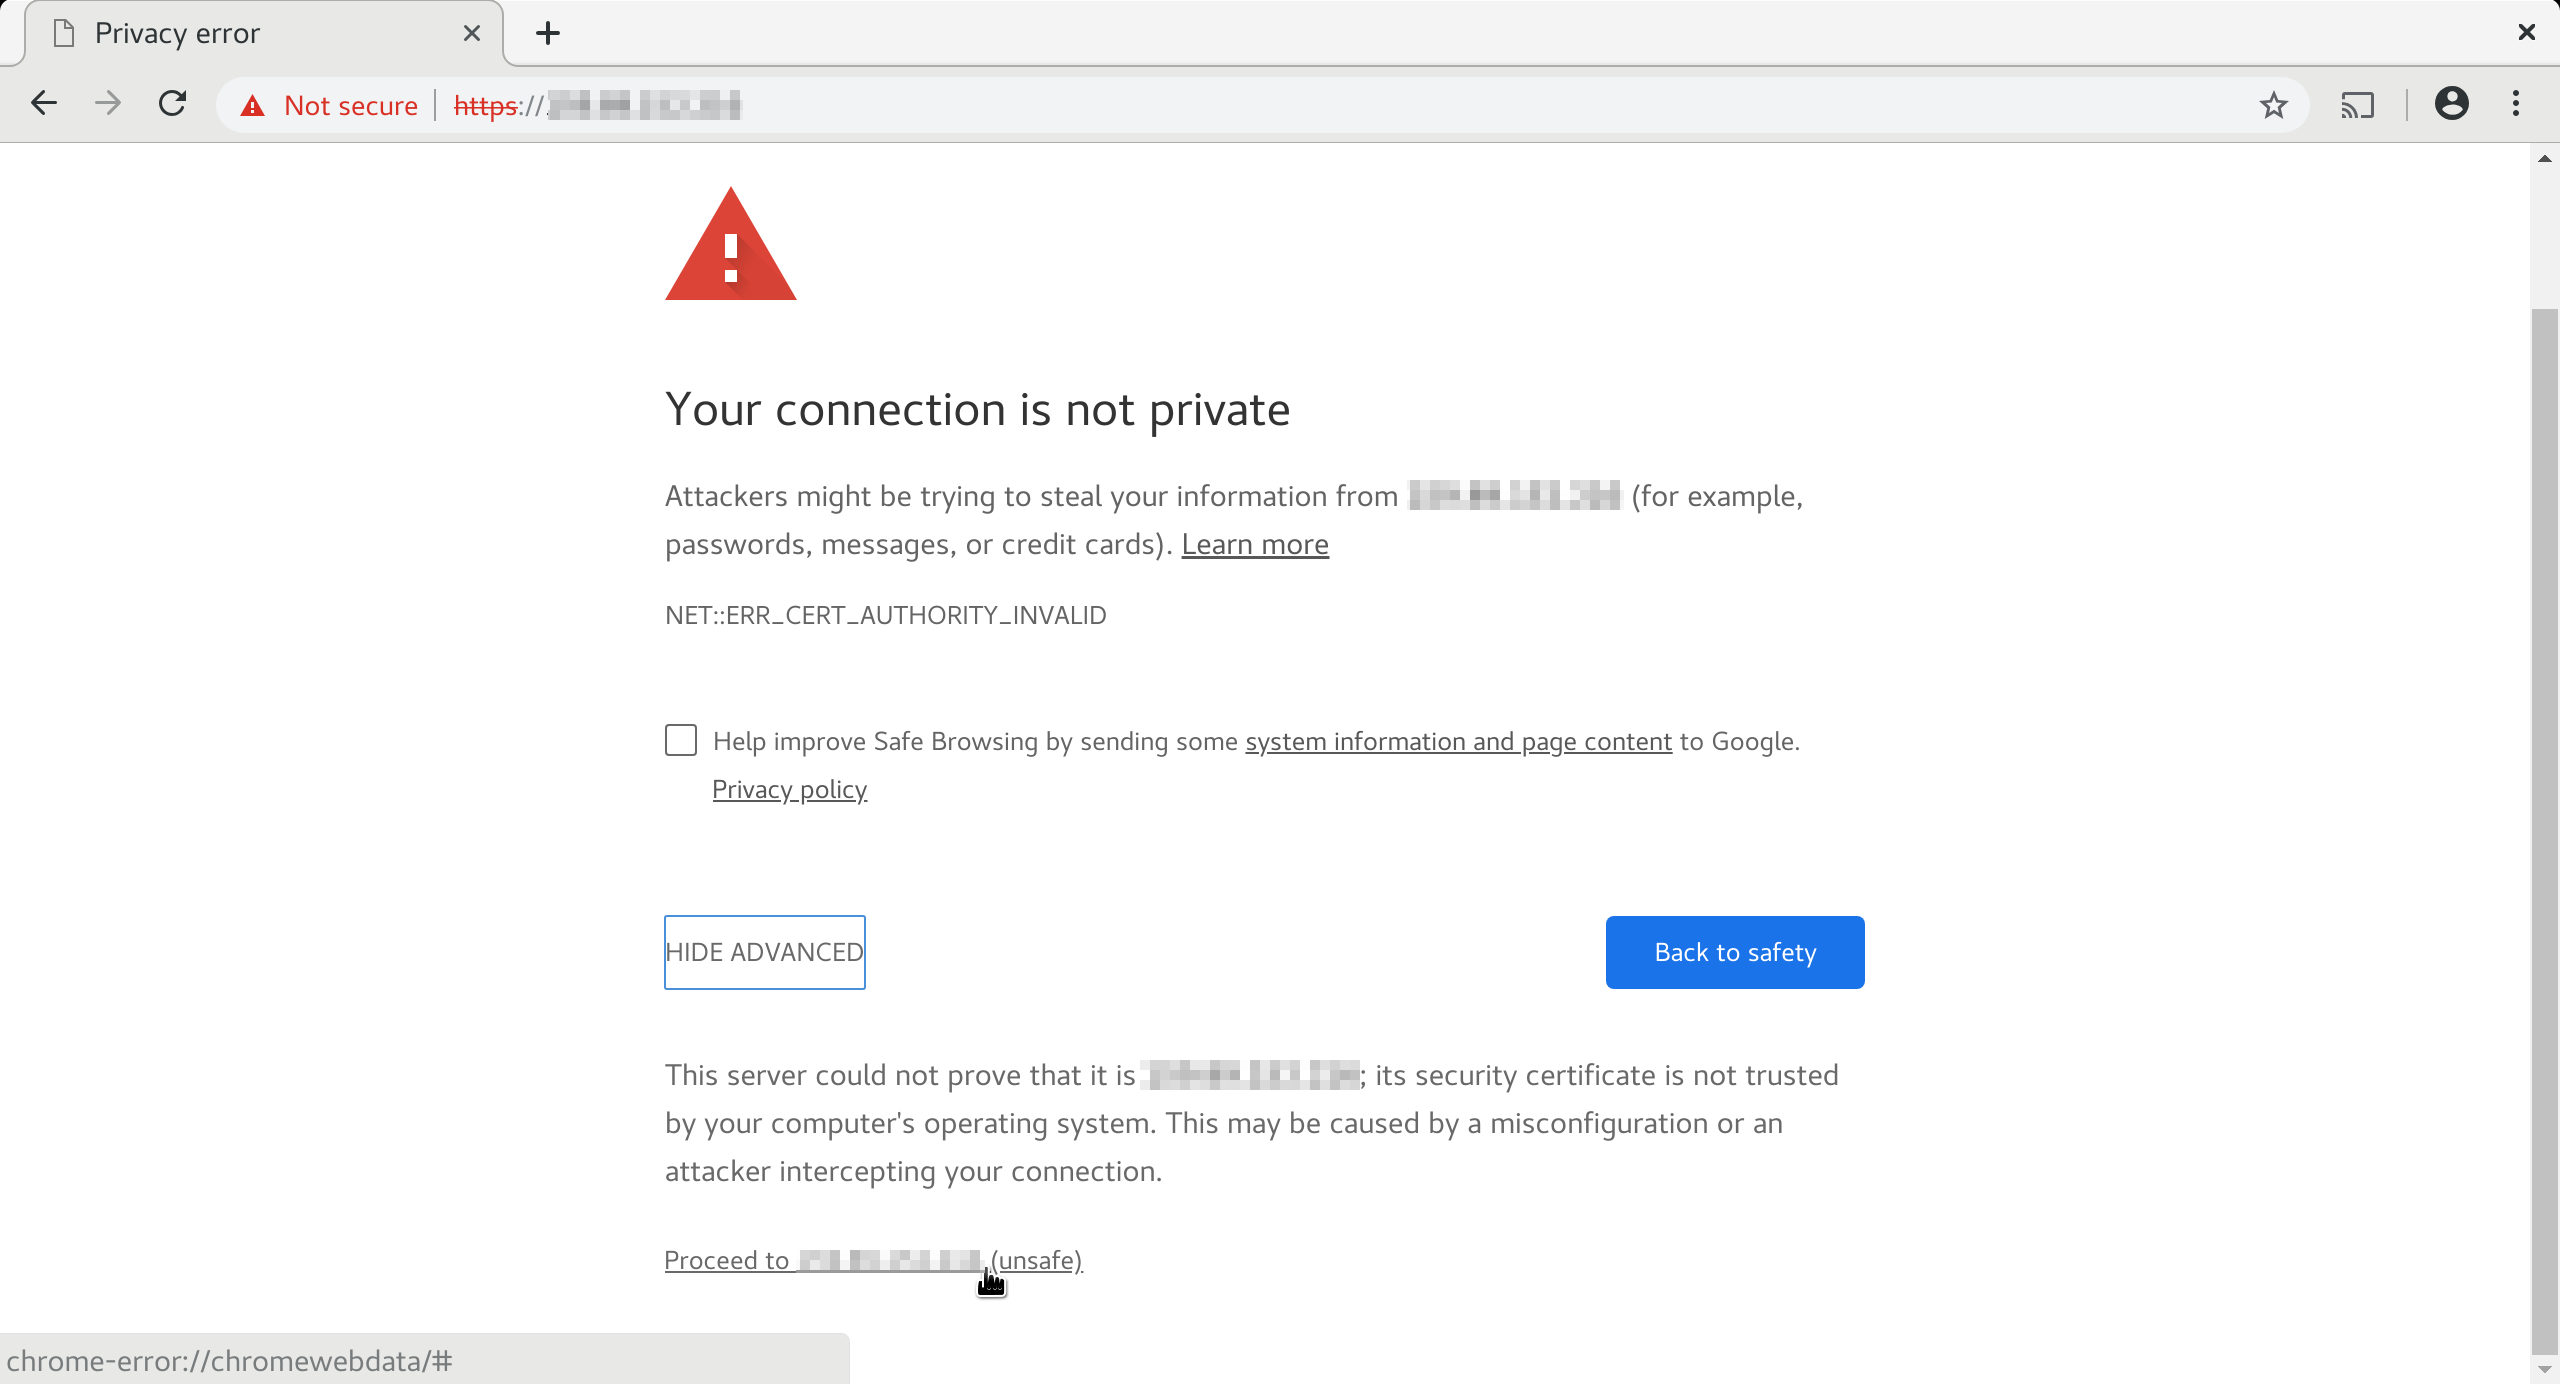 Privacy error
Not secure
https://
Your connection is not private
Attackers might be trying to steal your information from (for example,
passwords, messages, or credit cards). Learn more
NET::ERR_CERT_AUTHORITY_INVALID
Help improve Safe Browsing by sending some system information and page content to Google.
Privacy policy
HIDE ADVANCED
Back to safety
This server could not prove that it is ; its security certificate is not trusted
by your computer's operating system. This may be caused by a misconfiguration or an
attacker intercepting your connection.
Proceed to (unsafe)
chrome-error://chromewebdata/#